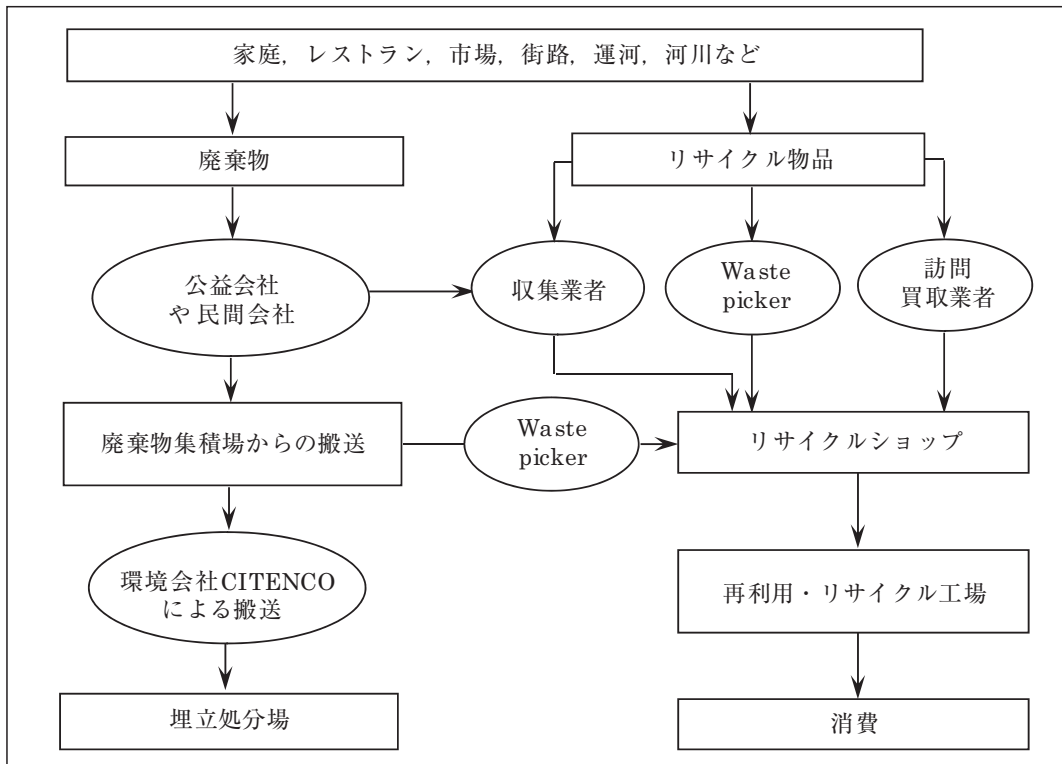 家庭, レストラン, 市場, 街路, 運河, 河川など
廃棄物
リサイクル物品
公益会社
や民間会社
収集業者
Waste
picker
訪問
買取業者
廃棄物集積場からの搬送
Waste
picker
リサイクルショップ
環境会社CITENCO
による搬送
再利用・リサイクル工場
埋立処分場
消費